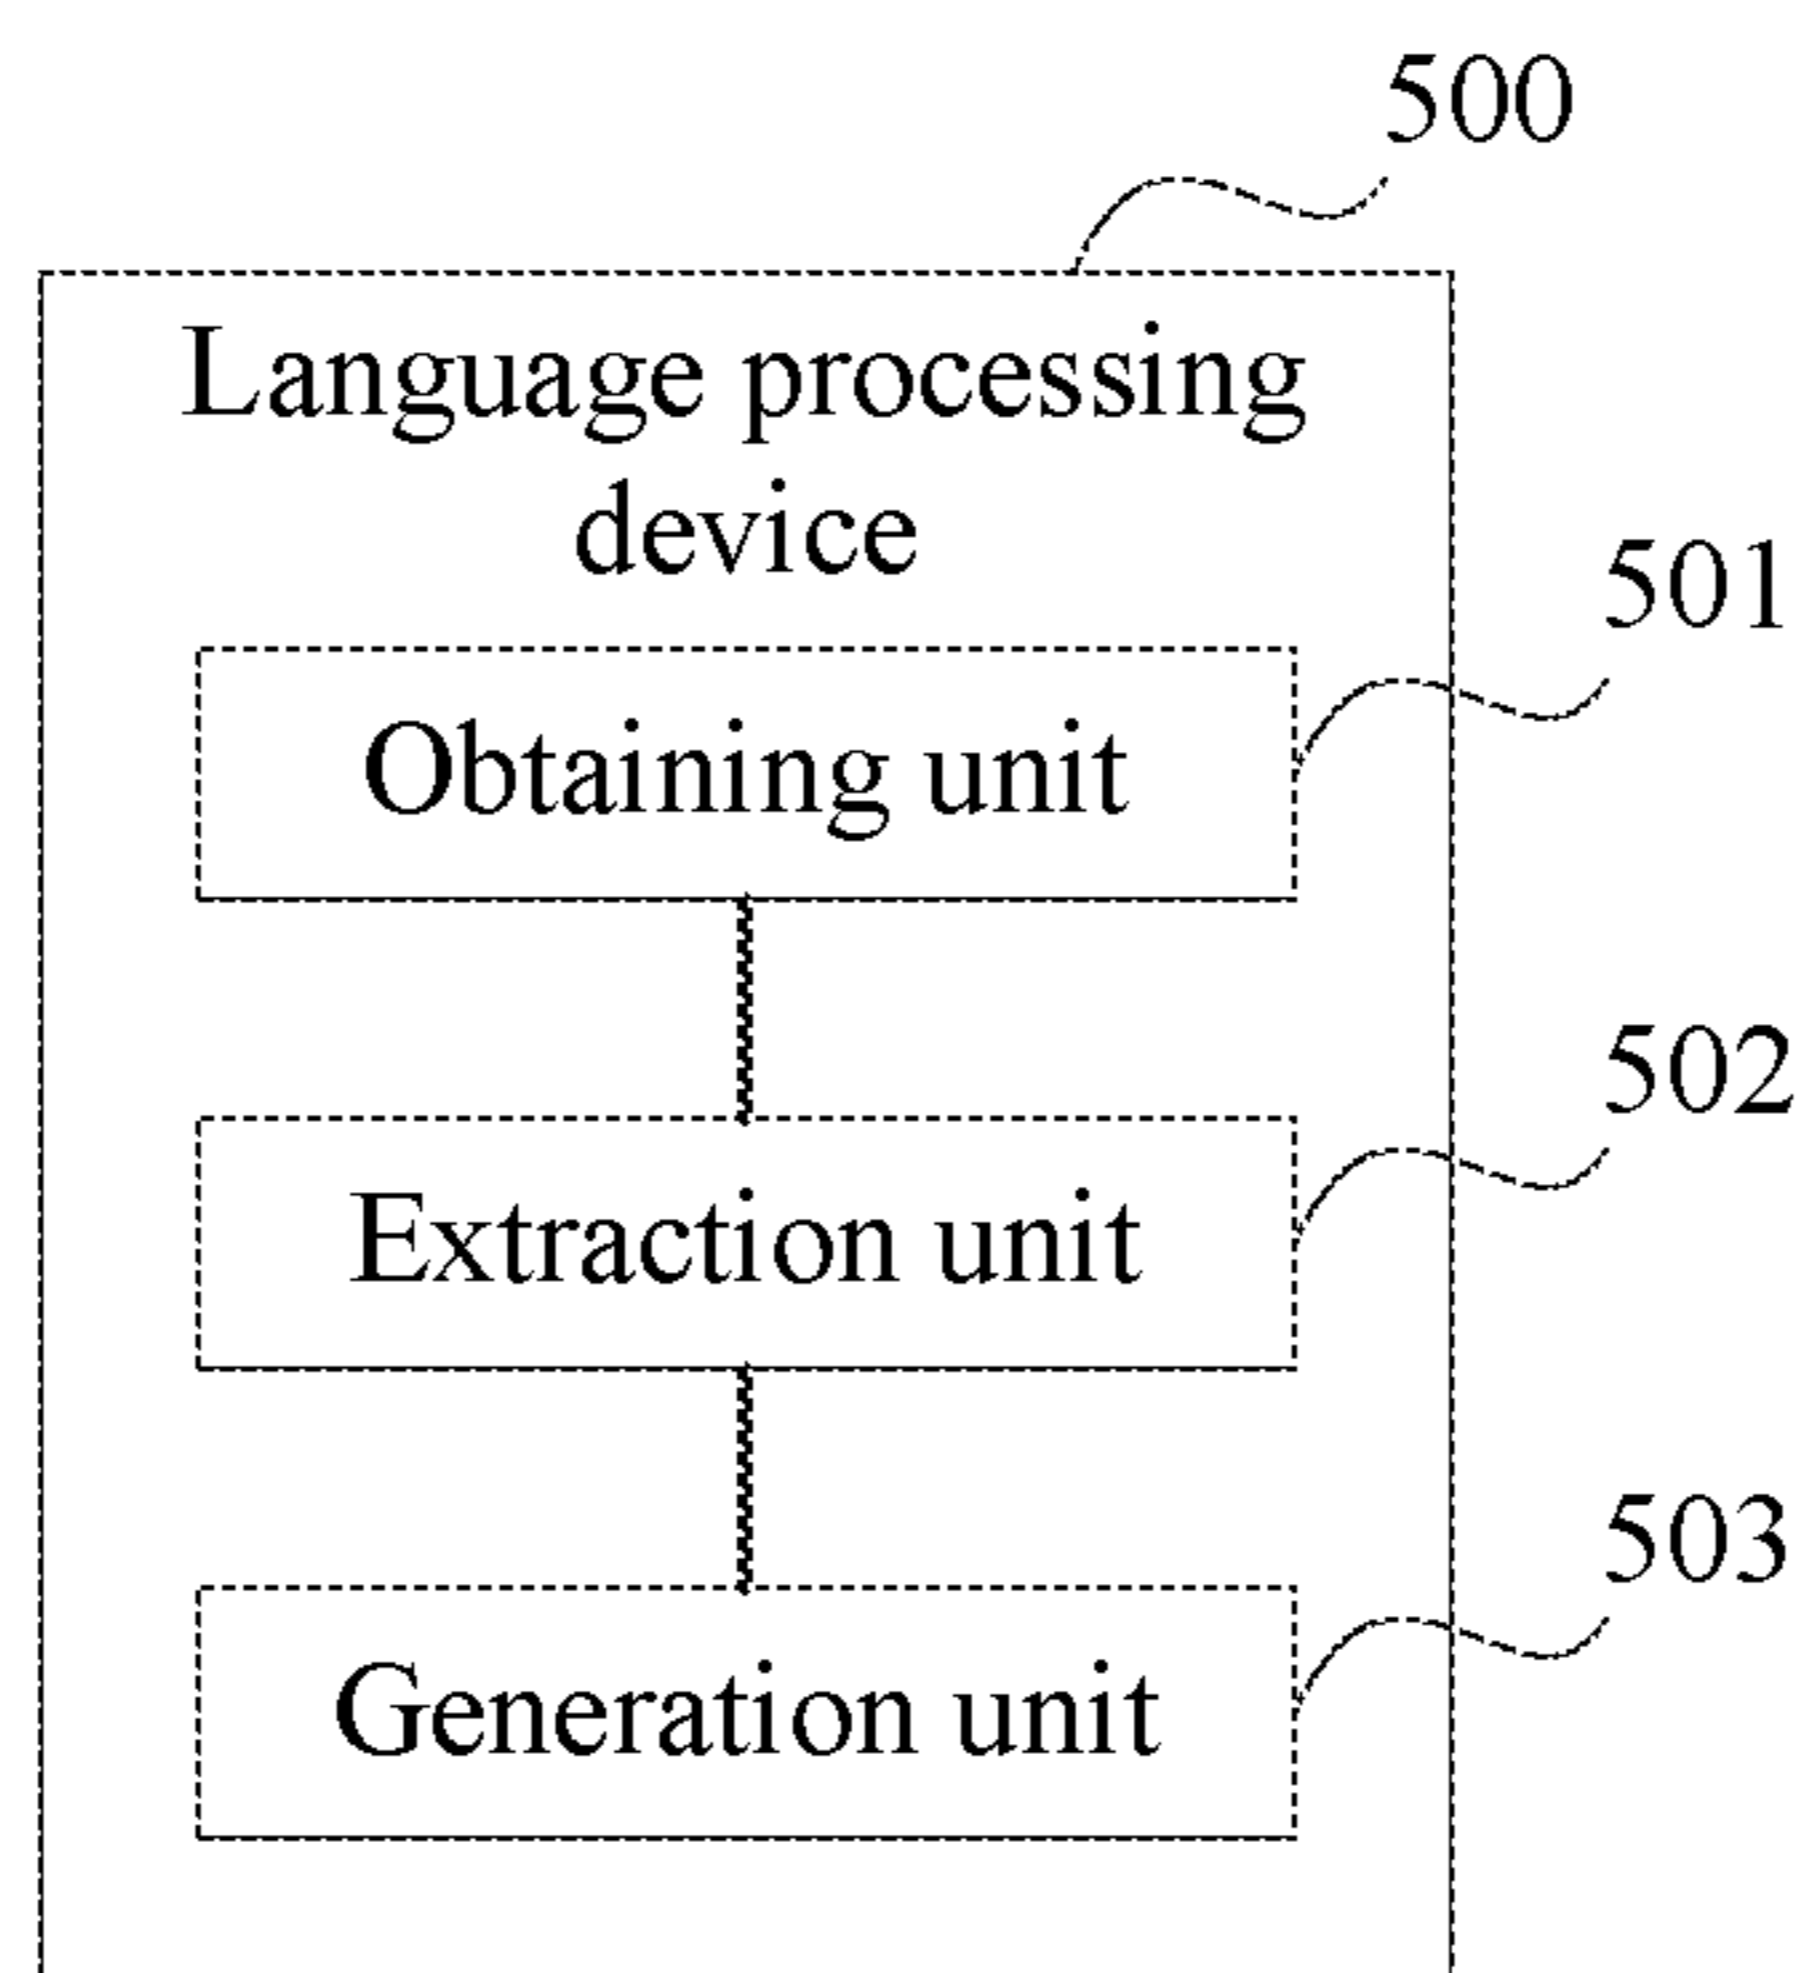 500
Language processing
device
501
Obtaining unit
502
Extraction unit
503
Generation unit